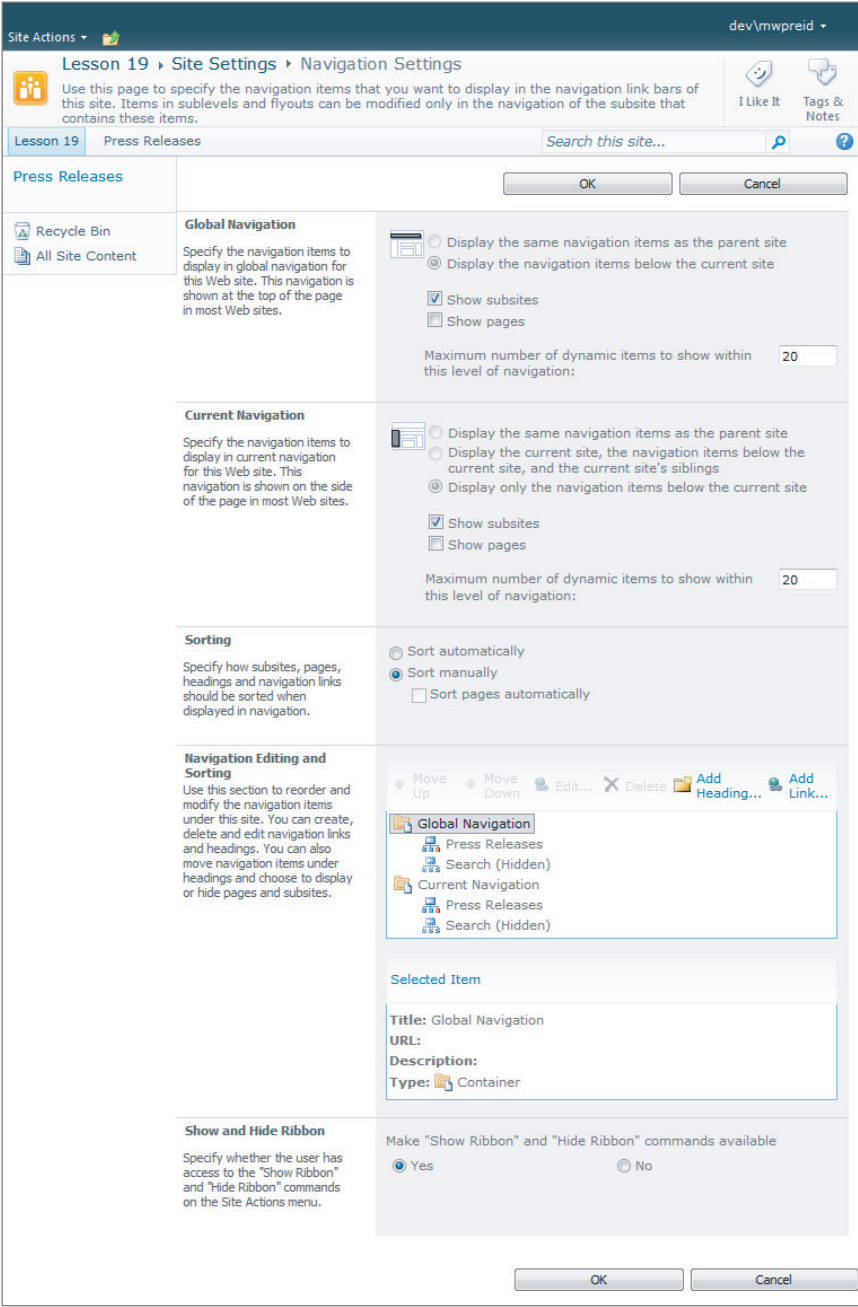 dev\mwpreid
Site Actions
Lesson 19 Site Settings Navigation Settings
Use this page to specify the navigation items that you want to display in the navigation link bars of
this site. Items in sublevels and flyouts can be modified only in the navigation of the subsite that
contains these items.
I Like It
Tags &
Notes
Lesson 19 Press Releases
Search this site...
Press Releases
Recycle Bin
All Site Content
OK Cancel
Global Navigation
Specify the navigation items to
display in global navigation for
this Web site. This navigation is
shown at the top of the page
in most Web sites.
Display the same navigation items as the parent site
Display the navigation items below the current site
Show subsites
Show pages
Maximum number of dynamic items to show within
this level of navigation:
20
Current Navigation
Specify the navigation items to
display in current navigation
for this Web site. This
navigation is shown on the side
of the page in most Web sites.
Display the same navigation items as the parent site
Display the current site, the navigation items below the
current site, and the current site's siblings
Display only the navigation items below the current site
Show subsites
Show pages
Maximum number of dynamic items to show within
this level of navigation:
20
Sorting
Specify how subsites, pages,
headings and navigation links
should be sorted when
displayed in navigation.
Sort automatically
Sort manually
Sort pages automatically
Navigation Editing and
Sorting
Use this section to reorder and
modify the navigation items
under this site. You can create,
delete and edit navigation links
and headings. You can also
move navigation items under
headings and choose to display
or hide pages and subsites.
Move
Up
Move
Down
Edit...
Delete
Add
Heading...
Add
Link...
Global Navigation
Press Releases
Search (Hidden)
Current Navigation
Press Releases
Search (Hidden)
Selected Item
Title: Global Navigation
URL:
Description:
Type: Container
Show and Hide Ribbon
Specify whether the user has
access to the "Show Ribbon"
and "Hide Ribbon" commands
on the Site Actions menu.
Make "Show Ribbon" and "Hide Ribbon" commands available
Yes No
OK Cancel